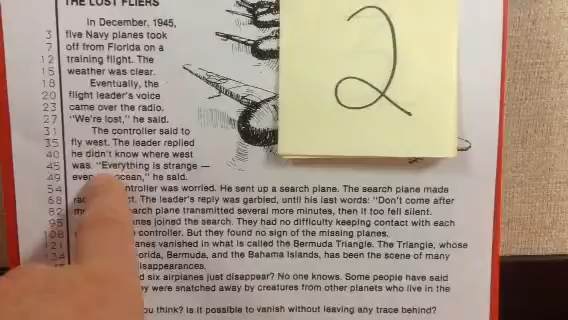 THE LOST FLIERS
In December, 1945,
3 five Navy planes took
7 off from Florida on a
12 training flight. The
15 weather was clear.
18 Eventually, the
20 flight leader's voice
23 came over the radio.
27 "We're lost," he said.
31 The controller said to
35 fly west. The leader replied
40 he didn't know where west
45 was. "Everything is strange —
49 ocean," he said.
54 controller was worried. He sent up a search plane. The search plane made
68 The leader's reply was garbled, until his last words: "Don't come after
82 plane transmitted several more minutes, then it too fell silent.
95 joined the search. They had no difficulty keeping contact with each
108 controller. But they found no sign of the missing planes.
121 vanished in what is called the Bermuda Triangle. The Triangle, whose
134 Bermuda, and the Bahama Islands, has been the scene of many
six airplanes just disappear? No one knows. Some people have said
were snatched away by creatures from other planets who live in the
think? Is it possible to vanish without leaving any trace behind?
2